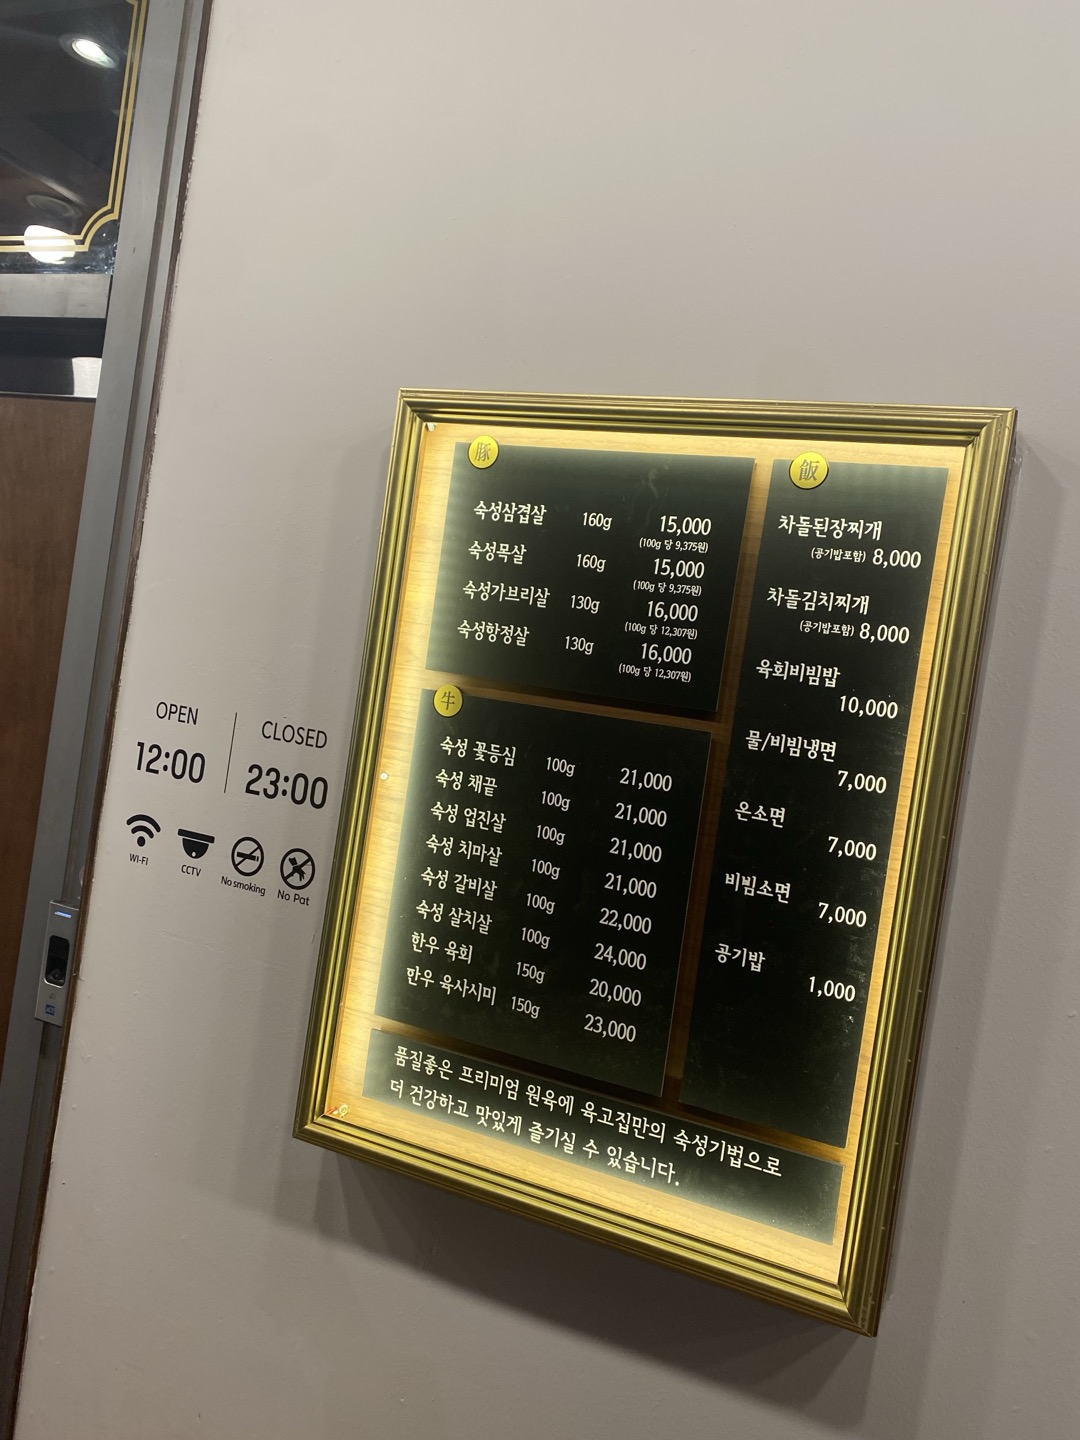 OPEN
12:00
CLOSED
23:00
WI-FI
CCTV
No smoking
No Pat
豚
숙성삼겹살 160g 15,000
(100g 당 9,375원)
숙성목살 160g 15,000
(100g 당 9,375원)
숙성가브리살 130g 16,000
(100g 당 12,307원)
숙성항정살 130g 16,000
(100g 당 12,307원)
牛
숙성 꽃등심 100g 21,000
숙성 채끝 100g 21,000
숙성 업진살 100g 21,000
숙성 치마살 100g 21,000
숙성 갈비살 100g 22,000
숙성 살치살 100g 24,000
한우 육회 150g 20,000
한우 육사시미 150g 23,000
飯
차돌된장찌개
(공기밥포함) 8,000
차돌김치찌개
(공기밥포함) 8,000
육회비빔밥
10,000
물/비빔냉면
7,000
온소면
7,000
비빔소면
7,000
공기밥
1,000
품질좋은 프리미엄 원육에 육고집만의 숙성기법으로
더 건강하고 맛있게 즐기실 수 있습니다.